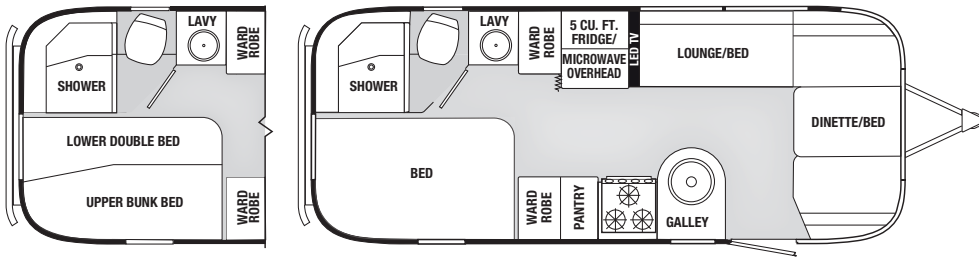 LAVY
WARD
ROBE
SHOWER
LOWER DOUBLE BED
UPPER BUNK BED
WARD
ROBE
LAVY
WARD
ROBE
5 CU. FT.
FRIDGE/
MICROWAVE
OVERHEAD
LED TV
LOUNGE/BED
SHOWER
DINETTE/BED
BED
WARD
ROBE
PANTRY
GALLEY